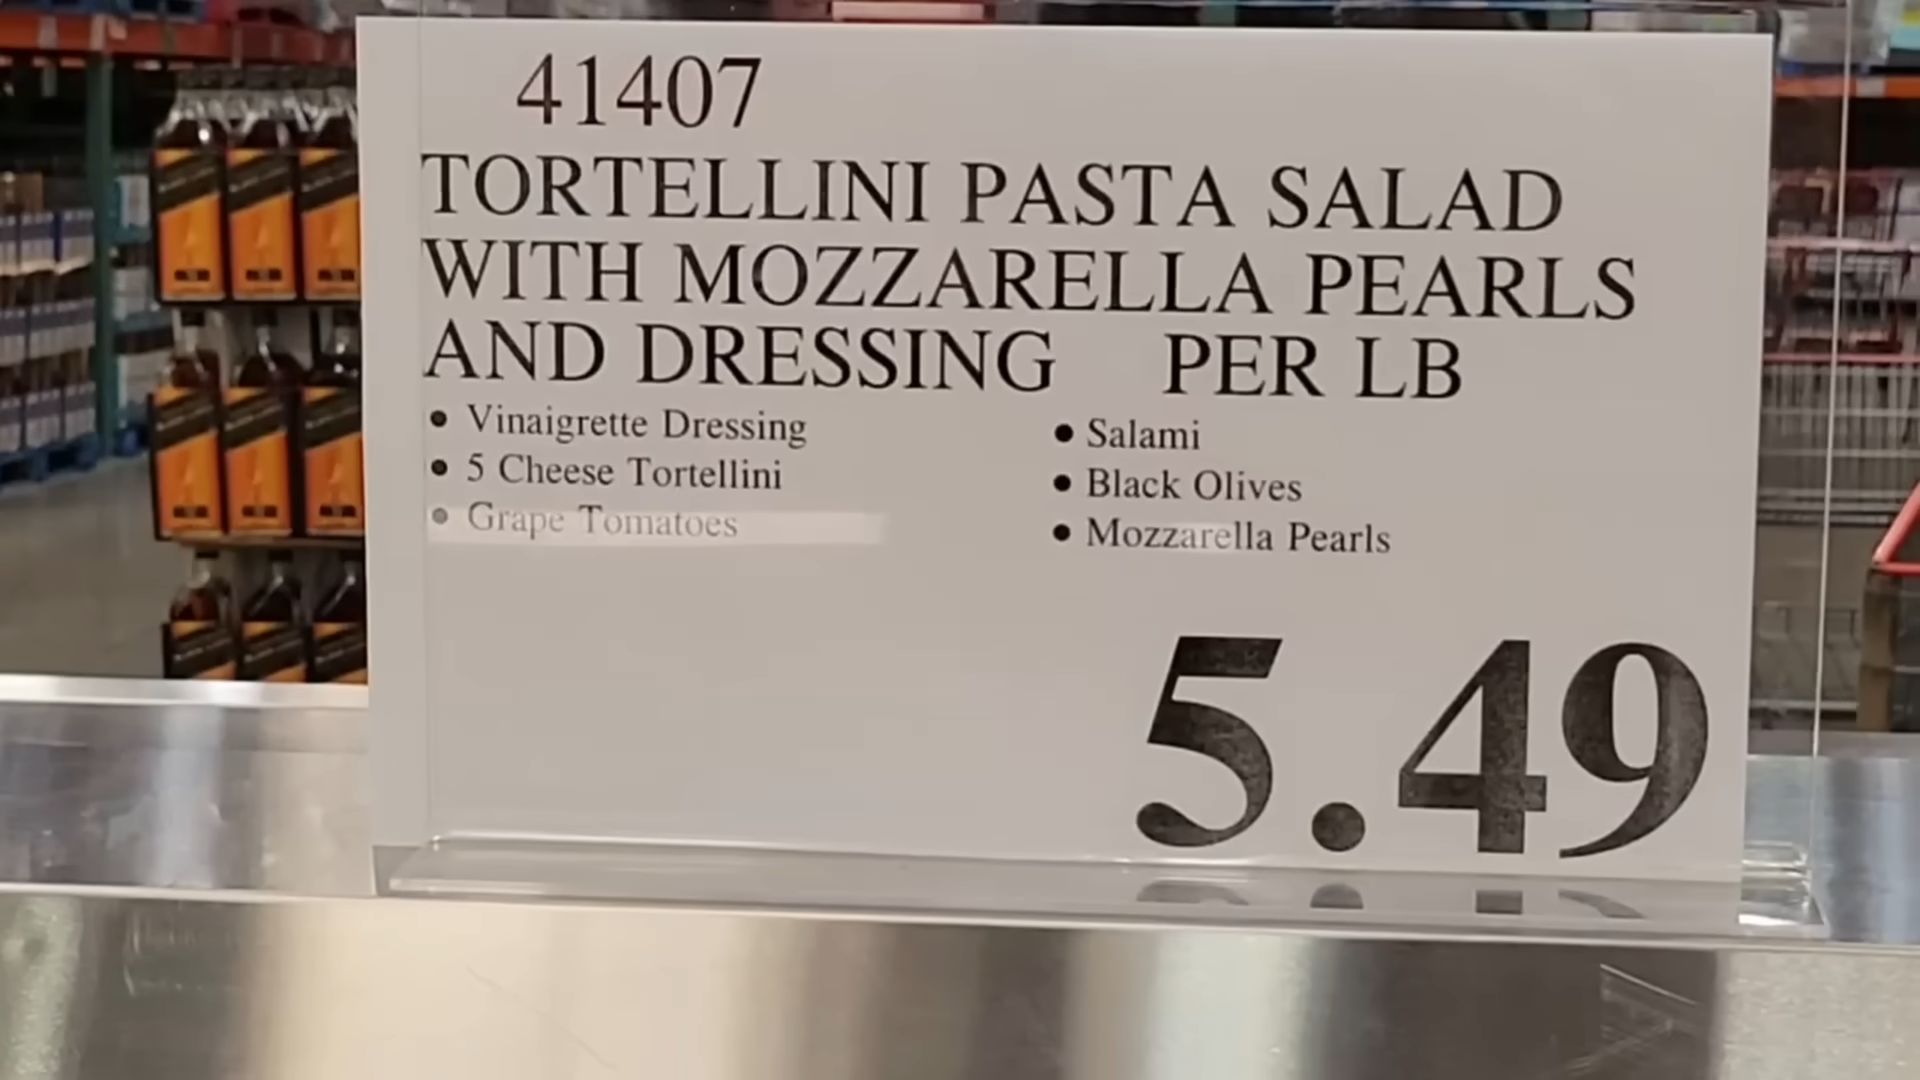 41407
TORTELLINI PASTA SALAD
WITH MOZZARELLA PEARLS
AND DRESSING PER LB
• Vinaigrette Dressing
• 5 Cheese Tortellini
• Grape Tomatoes
• Salami
• Black Olives
• Mozzarella Pearls
5.49